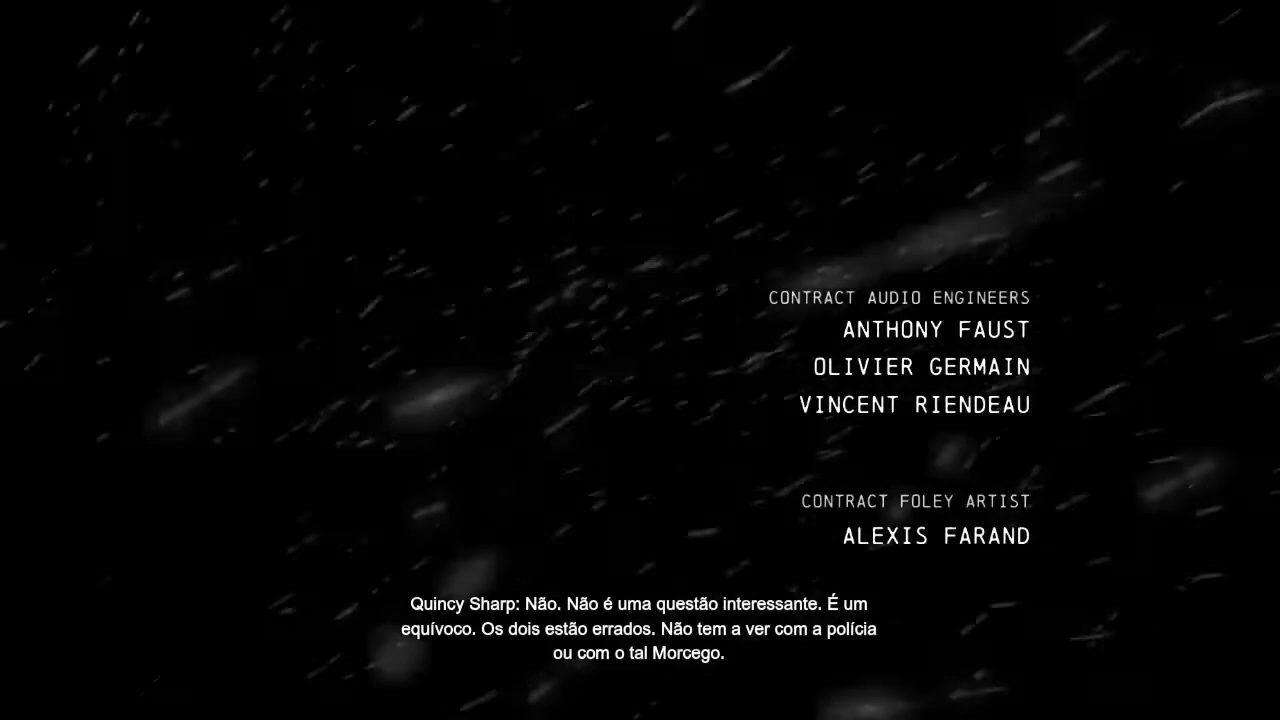 CONTRACT AUDIO ENGINEERS
ANTHONY FAUST
OLIVIER GERMAIN
VINCENT RIENDEAU
CONTRACT FOLEY ARTIST
ALEXIS FARAND
Quincy Sharp: Não. Não é uma questão interessante. É um
equívoco. Os dois estão errados. Não tem a ver com a polícia
ou com o tal Morcego.